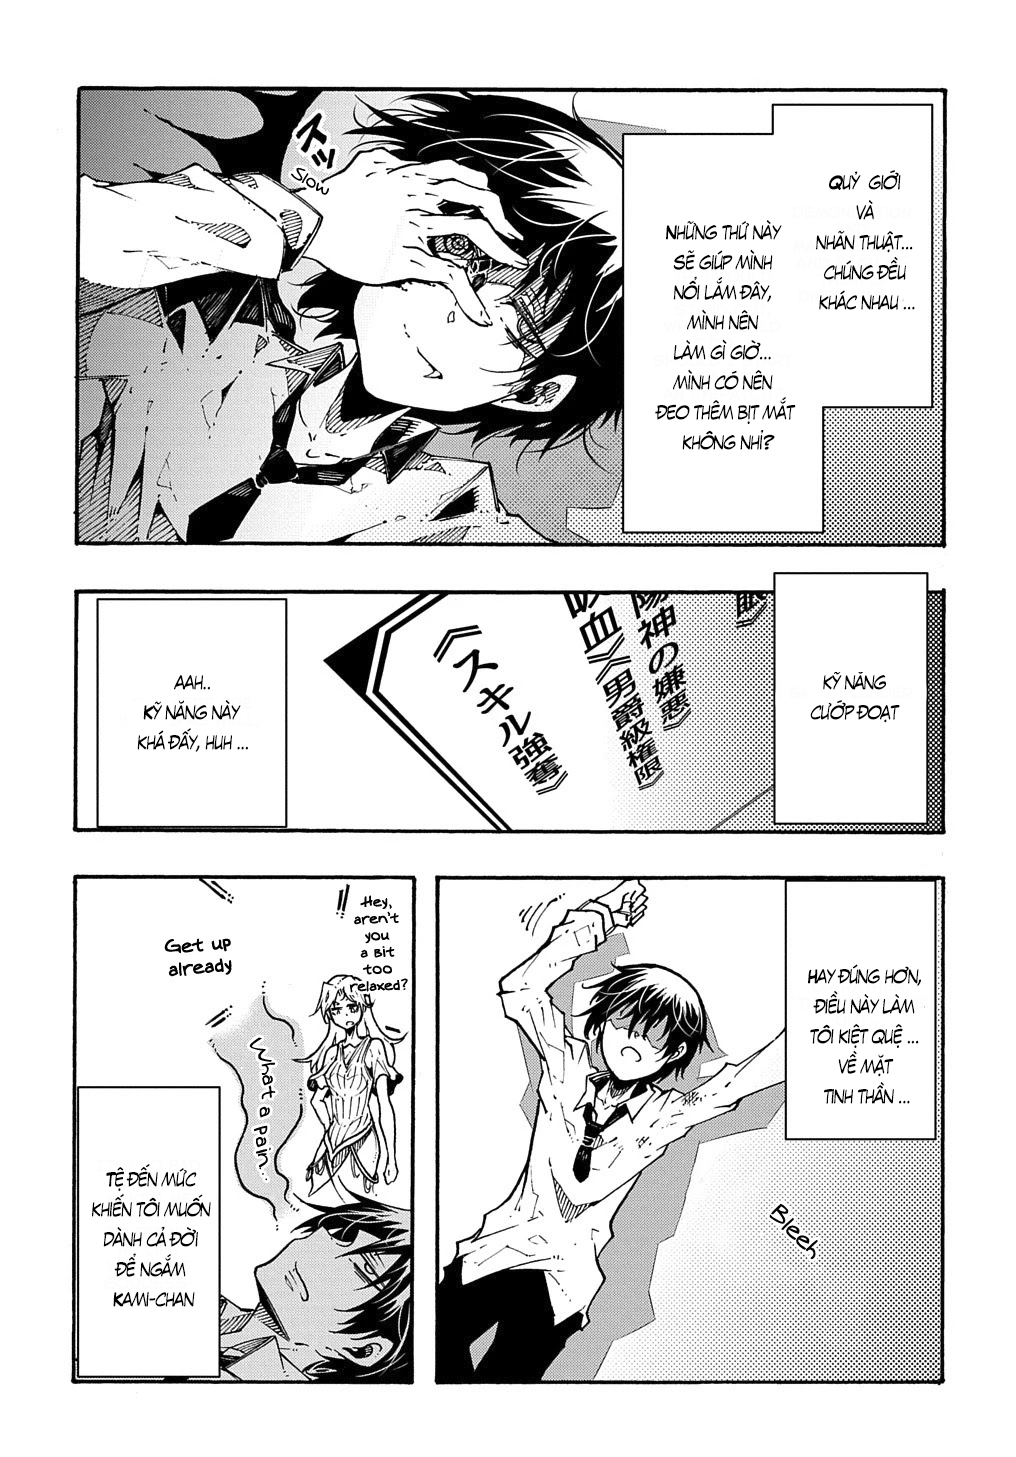 QUỶ GIỚI
VÀ
NHÃN THUẬT...
CHÚNG ĐỀU
KHÁC NHAU ...
NHỮNG THỨ NÀY
SẼ GIÚP MÌNH
NỔI LẮM ĐÂY,
MÌNH NÊN
LÀM GÌ GIỜ...
MÌNH CÓ NÊN
ĐEO THÊM BỊT MẮT
KHÔNG NHỈ?
ズッ
Slow
KỸ NĂNG
CƯỚP ĐOẠT
陽神の嫌悪》
吸血》《男爵級権限》
《スキル強奪》
AAH..
KỸ NĂNG NÀY
KHÁ ĐẤY, HUH ...
HAY ĐÚNG HƠN,
ĐIỀU NÀY LÀM
TÔI KIỆT QUỆ ...
VỀ MẶT
TINH THẦN ...
Bleeh
!!
Hey,
aren't
you
a bit
too
relaxed?
Get up
already
What a pain...
TỆ ĐẾN MỨC
KHIẾN TÔI MUỐN
DÀNH CẢ ĐỜI
ĐỂ NGẮM
KAMI-CHAN